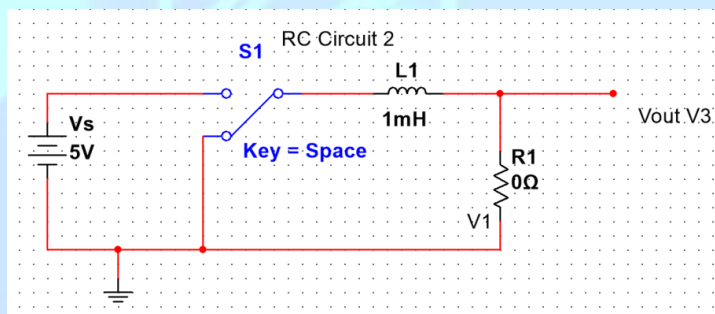 RC Circuit 2
S1
L1
1mH
Vs
5V
Key = Space
Vout V3
R1
0Ω
V1